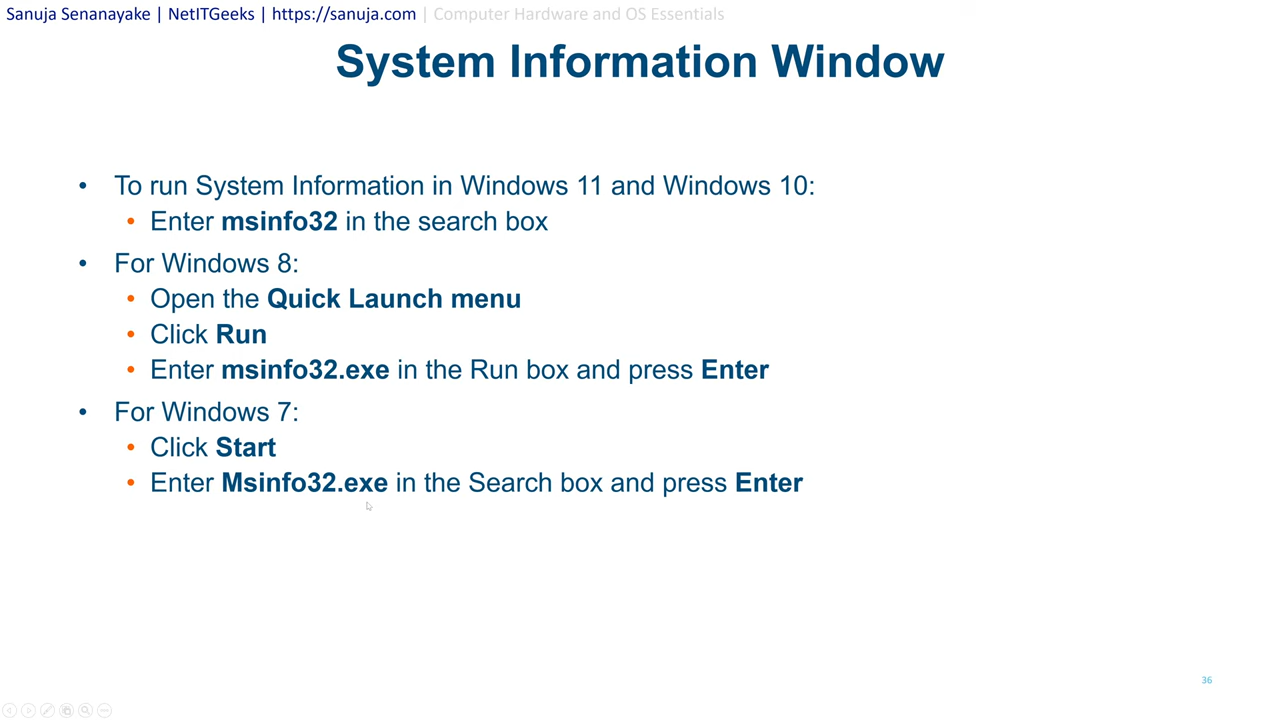 Sanuja Senanayake | NetITGeeks | https://sanuja.com | Computer Hardware and OS Essentials
System Information Window
• To run System Information in Windows 11 and Windows 10:
• Enter msinfo32 in the search box
• For Windows 8:
• Open the Quick Launch menu
• Click Run
• Enter msinfo32.exe in the Run box and press Enter
• For Windows 7:
• Click Start
• Enter Msinfo32.exe in the Search box and press Enter
36